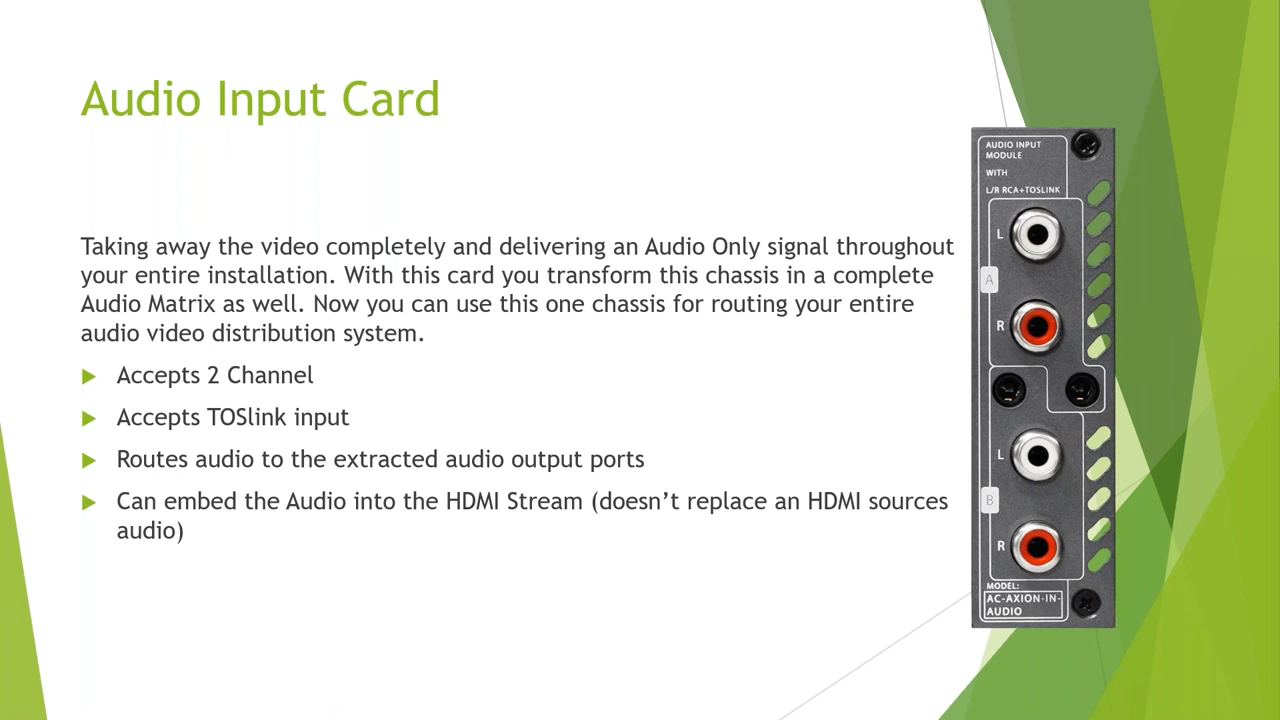 Audio Input Card
Taking away the video completely and delivering an Audio Only signal throughout
your entire installation. With this card you transform this chassis in a complete
Audio Matrix as well. Now you can use this one chassis for routing your entire
audio video distribution system.
Accepts 2 Channel
Accepts TOSlink input
Routes audio to the extracted audio output ports
Can embed the Audio into the HDMI Stream (doesn’t replace an HDMI sources
audio)
AUDIO INPUT
MODULE
WITH
L/R RCA+TOSLINK
L
A
R
L
B
R
MODEL:
AC-AXION-IN-
AUDIO